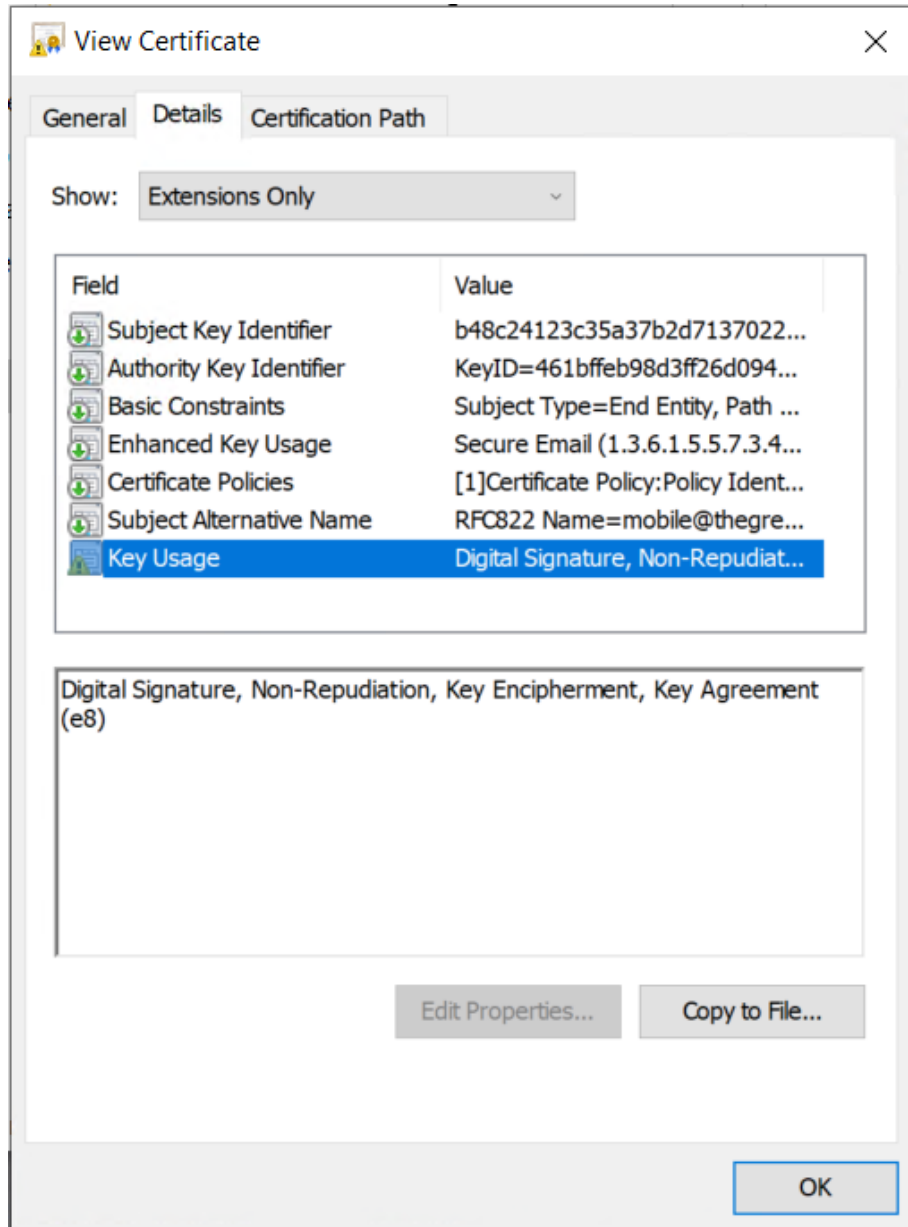 View Certificate
General Details Certification Path
Show: Extensions Only
Field Value
Subject Key Identifier b48c24123c35a37b2d7137022...
Authority Key Identifier KeyID=461bffeb98d3ff26d094...
Basic Constraints Subject Type=End Entity, Path ...
Enhanced Key Usage Secure Email (1.3.6.1.5.5.7.3.4...
Certificate Policies [1]Certificate Policy:Policy Ident...
Subject Alternative Name RFC822 Name=mobile@thegre...
Key Usage Digital Signature, Non-Repudiat...
Digital Signature, Non-Repudiation, Key Encipherment, Key Agreement
(e8)
Edit Properties... Copy to File...
OK